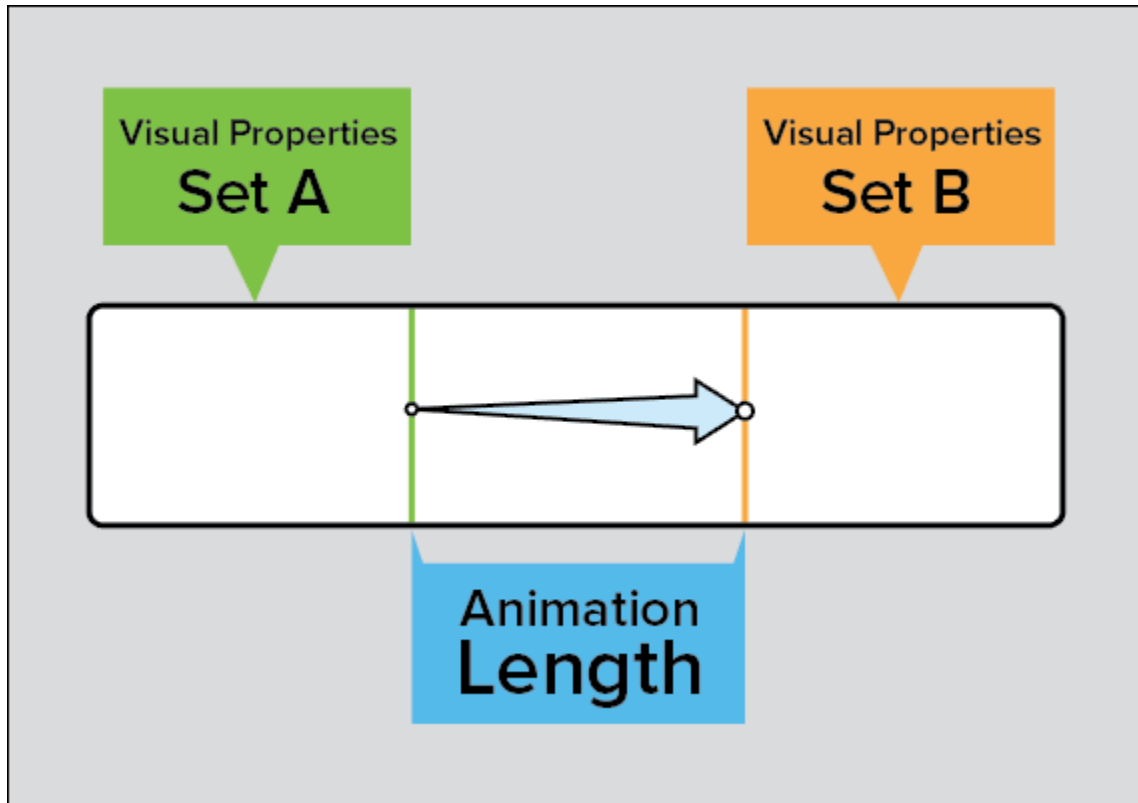 Visual Properties
Set A
Visual Properties
Set B
Animation
Length